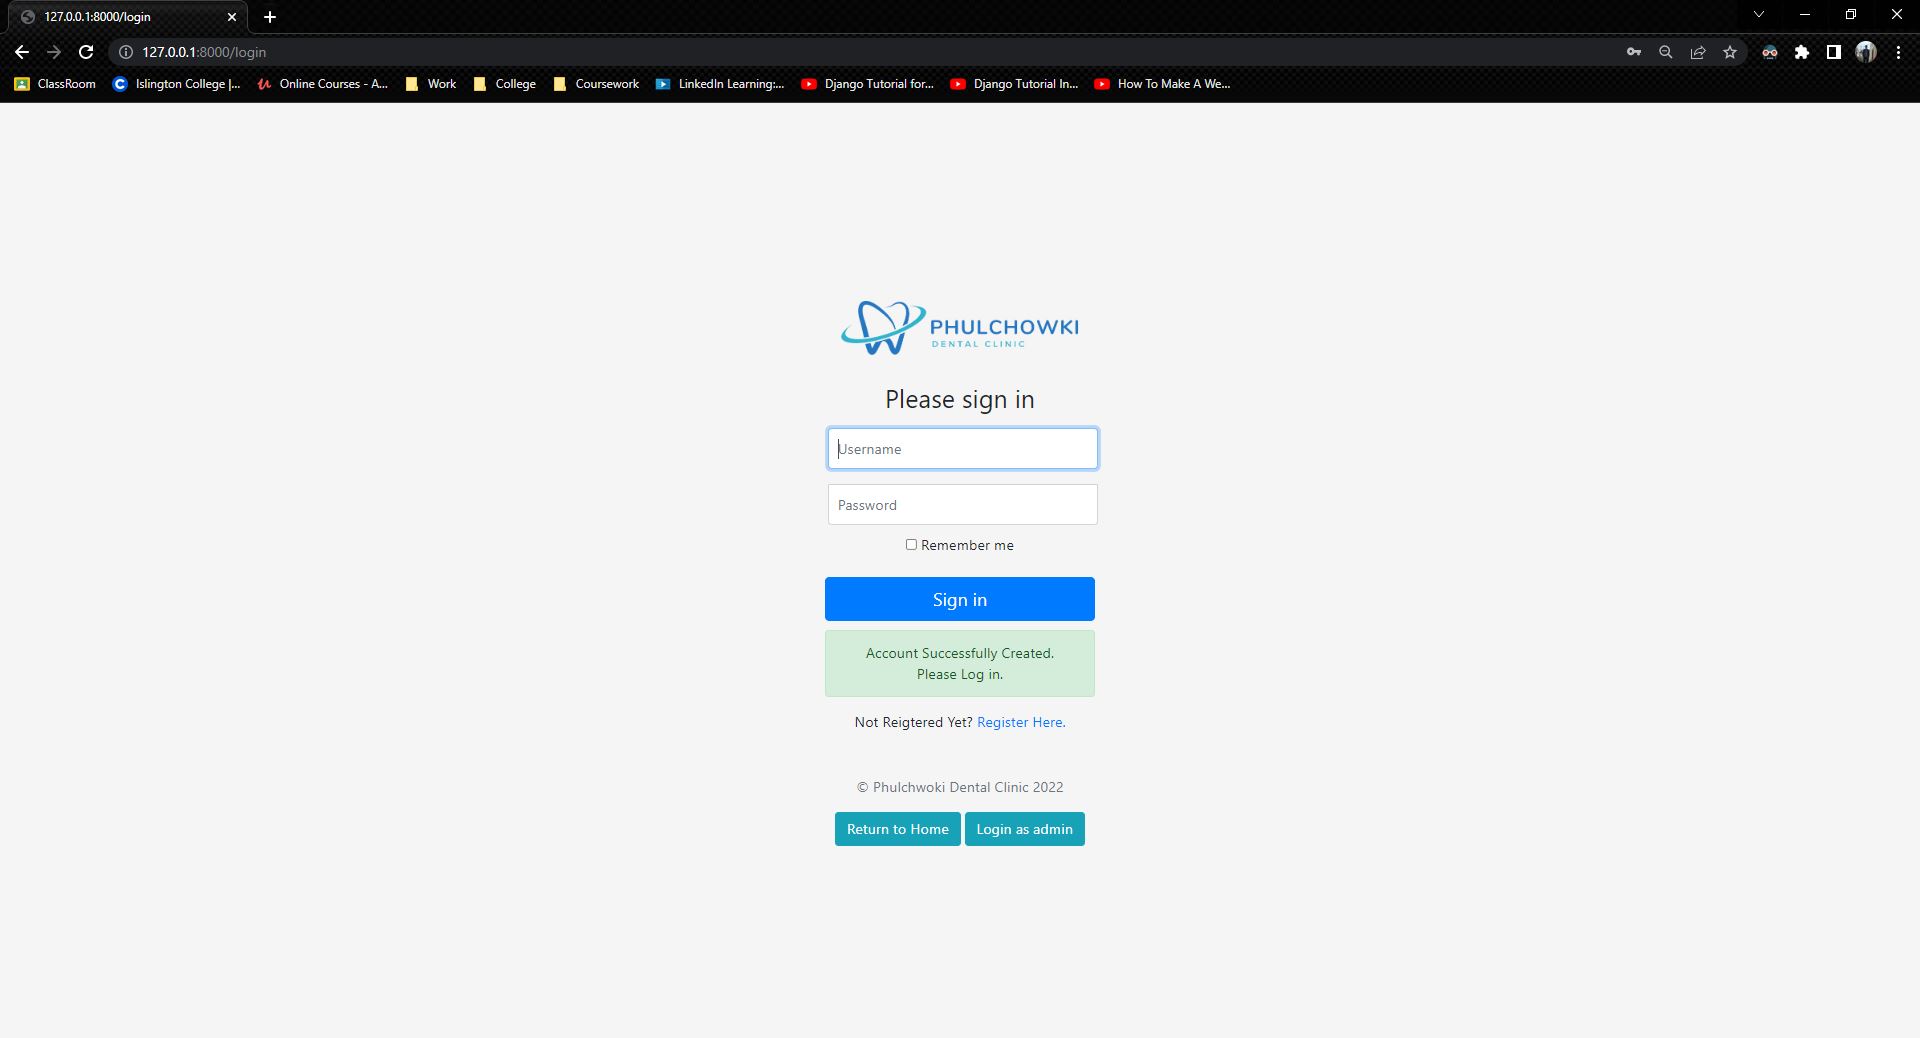 127.0.0.1:8000/login
127.0.0.1:8000/login
ClassRoom Islington College |... Online Courses - A... Work College Coursework LinkedIn Learning:... Django Tutorial for... Django Tutorial In... How To Make A We...
PHULCHOWKI
DENTAL CLINIC
Please sign in
Username
Password
Remember me
Sign in
Account Successfully Created.
Please Log in.
Not Reigtered Yet? Register Here.
© Phulchwoki Dental Clinic 2022
Return to Home Login as admin